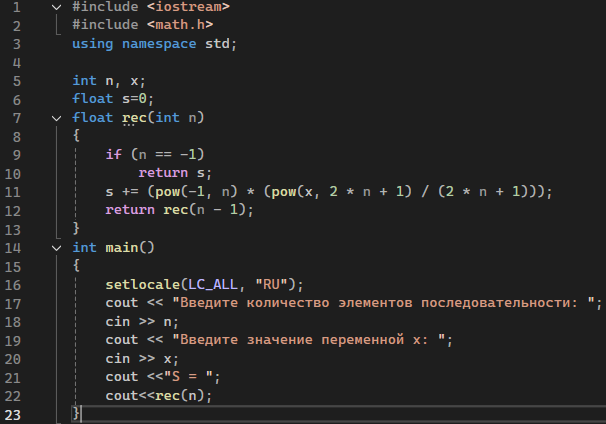 1 #include <iostream>
2 #include <math.h>
3 using namespace std;
4
5 int n, x;
6 float s=0;
7 float rec(int n)
8 {
9 if (n == -1)
10 return s;
11 s += (pow(-1, n) * (pow(x, 2 * n + 1) / (2 * n + 1)));
12 return rec(n - 1);
13 }
14 int main()
15 {
16 setlocale(LC_ALL, "RU");
17 cout << "Введите количество элементов последовательности: ";
18 cin >> n;
19 cout << "Введите значение переменной x: ";
20 cin >> x;
21 cout <<"S = ";
22 cout<<rec(n);
23 }